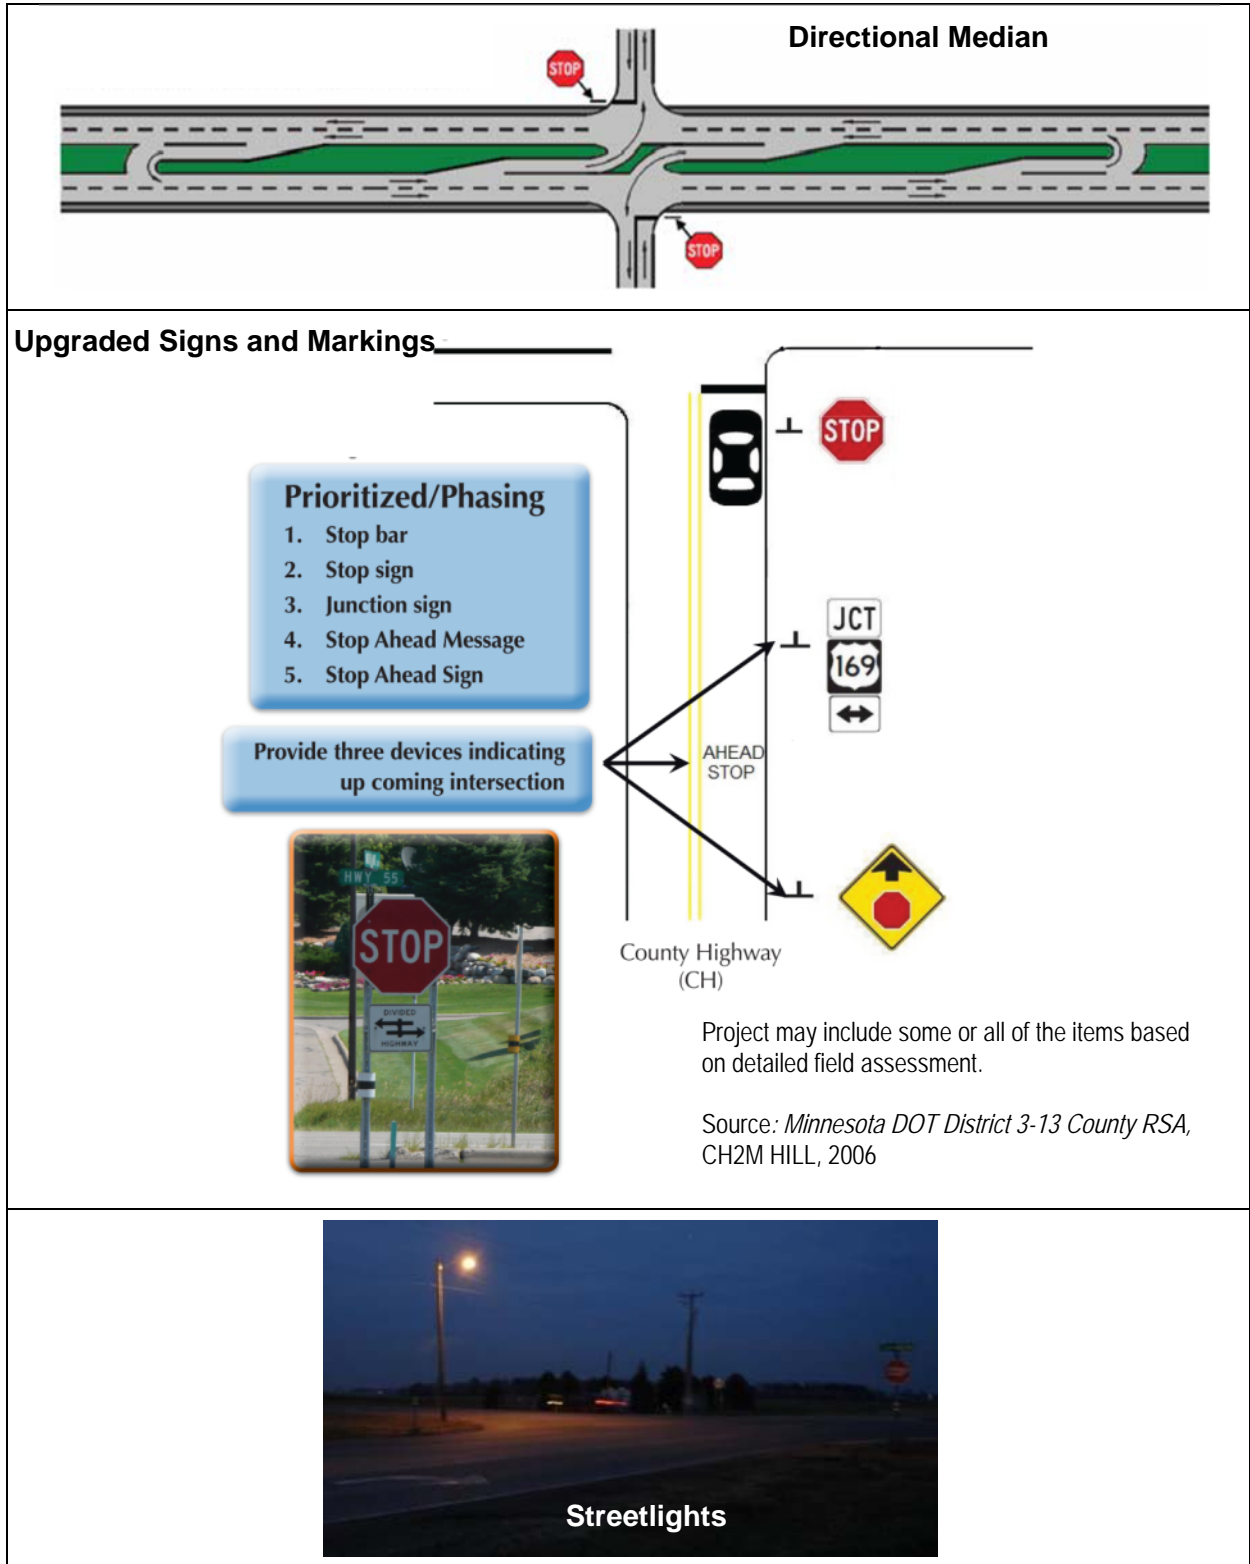 Directional Median
STOP
STOP
Upgraded Signs and Markings
STOP
Prioritized/Phasing
1. Stop bar
2. Stop sign
3. Junction sign
4. Stop Ahead Message
5. Stop Ahead Sign
JCT
169
Provide three devices indicating
up coming intersection
AHEAD
STOP
HWY 55
STOP
DIVIDED
HIGHWAY
County Highway
(CH)
Project may include some or all of the items based
on detailed field assessment.
Source: Minnesota DOT District 3-13 County RSA,
CH2M HILL, 2006
Streetlights